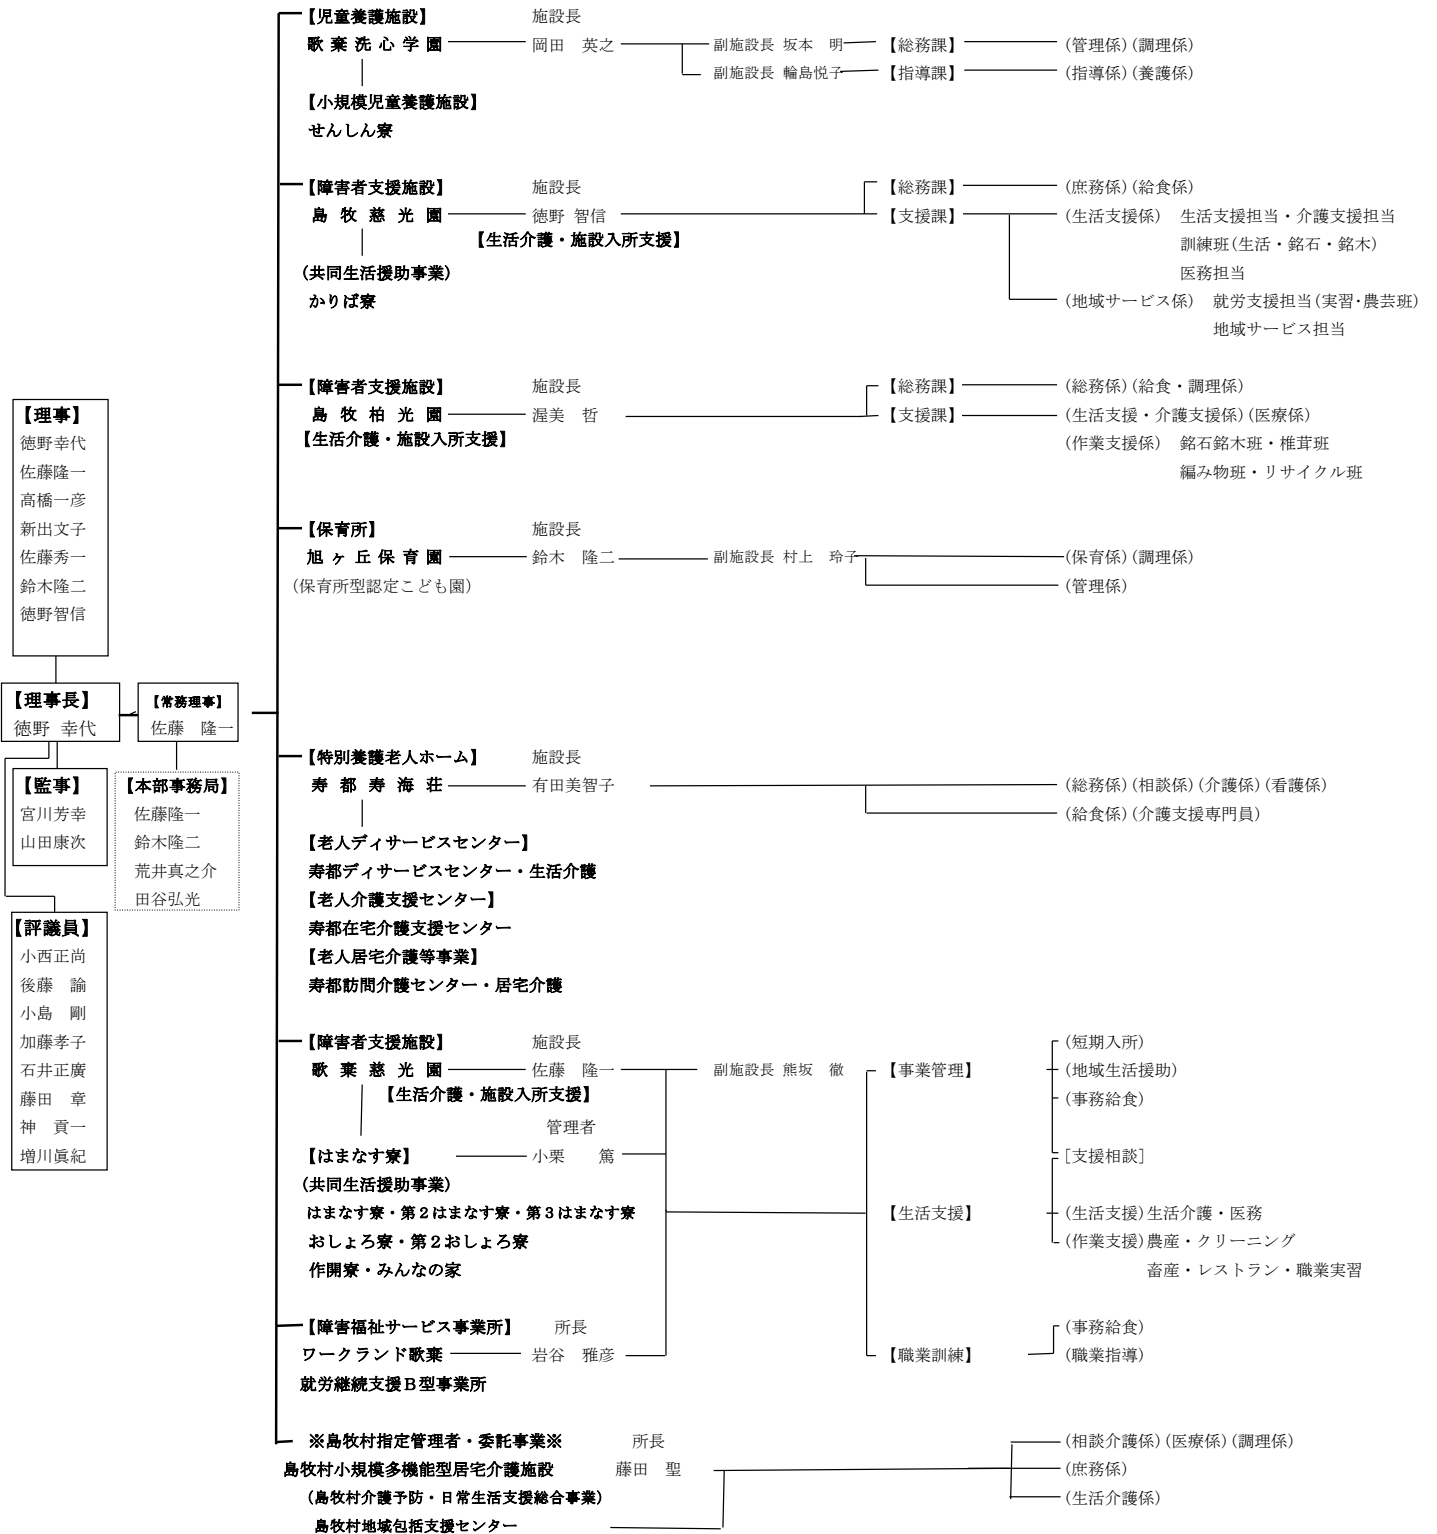 【児童養護施設】 施設長
歌棄洗心学園 岡田 英之 副施設長 坂本 明 【総務課】 (管理係)(調理係)
副施設長 輪島悦子 【指導課】 (指導係)(養護係)
【小規模児童養護施設】
せんしん寮
【障害者支援施設】 施設長 【総務課】 (庶務係)(給食係)
島牧慈光園 徳野 智信 【支援課】 (生活支援係) 生活支援担当・介護支援担当
【生活介護・施設入所支援】 訓練班(生活・銘石・銘木)
(共同生活援助事業) 医務担当
かりば寮 (地域サービス係) 就労支援担当(実習・農芸班)
地域サービス担当
【障害者支援施設】 施設長 【総務課】 (総務係)(給食・調理係)
島牧柏光園 渥美 哲 【支援課】 (生活支援・介護支援係)(医療係)
【生活介護・施設入所支援】 (作業支援係) 銘石銘木班・椎茸班
編み物班・リサイクル班
【保育所】 施設長
旭ヶ丘保育園 鈴木 隆二 副施設長 村上 玲子 (保育係)(調理係)
(保育所型認定こども園) (管理係)
【理事】
徳野幸代
佐藤隆一
高橋一彦
新出文子
佐藤秀一
鈴木隆二
徳野智信
【理事長】
徳野 幸代
【常務理事】
佐藤 隆一
【監事】
宮川芳幸
山田康次
【本部事務局】
佐藤隆一
鈴木隆二
荒井真之介
田谷弘光
【評議員】
小西正尚
後藤 諭
小島 剛
加藤孝子
石井正廣
藤田 章
神 貢一
増川眞紀
【特別養護老人ホーム】 施設長
寿都寿海荘 有田美智子 (総務係)(相談係)(介護係)(看護係)
(給食係)(介護支援専門員)
【老人ディサービスセンター】
寿都ディサービスセンター・生活介護
【老人介護支援センター】
寿都在宅介護支援センター
【老人居宅介護等事業】
寿都訪問介護センター・居宅介護
【障害者支援施設】 施設長 (短期入所)
歌棄慈光園 佐藤 隆一 副施設長 熊坂 徹 【事業管理】 (地域生活援助)
【生活介護・施設入所支援】 (事務給食)
管理者
【はまなす寮】 小栗 篤 [支援相談]
(共同生活援助事業)
はまなす寮・第２はまなす寮・第３はまなす寮 【生活支援】 (生活支援)生活介護・医務
おしょろ寮・第２おしょろ寮 (作業支援)農産・クリーニング
作開寮・みんなの家 畜産・レストラン・職業実習
【障害福祉サービス事業所】 所長 (事務給食)
ワークランド歌棄 岩谷 雅彦 【職業訓練】 (職業指導)
就労継続支援Ｂ型事業所
※島牧村指定管理者・委託事業※ 所長 (相談介護係)(医療係)(調理係)
島牧村小規模多機能型居宅介護施設 藤田 聖 (庶務係)
(島牧村介護予防・日常生活支援総合事業) (生活介護係)
島牧村地域包括支援センター